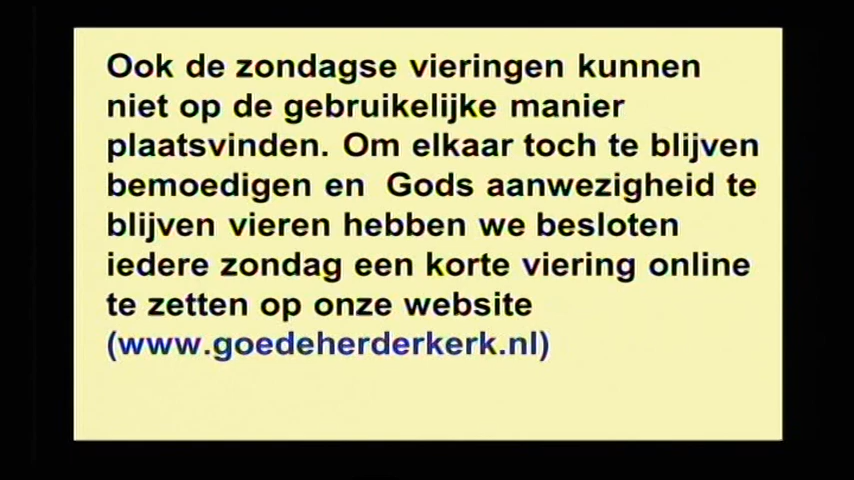 Ook de zondagse vieringen kunnen
niet op de gebruikelijke manier
plaatsvinden. Om elkaar toch te blijven
bemoedigen en Gods aanwezigheid te
blijven vieren hebben we besloten
iedere zondag een korte viering online
te zetten op onze website
(www.goedeherderkerk.nl)